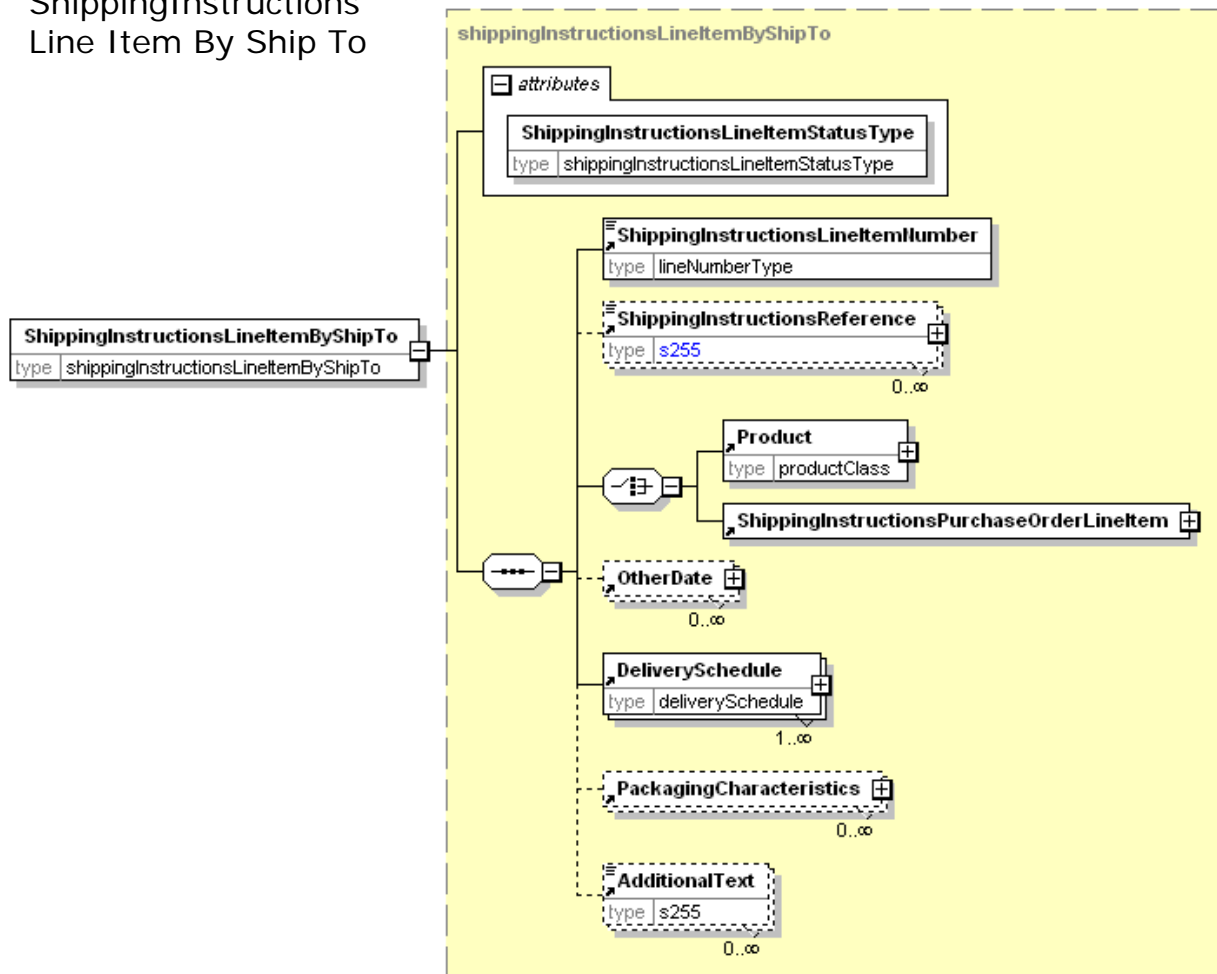 ShippingInstructions
Line Item By Ship To
shippingInstructionsLineItemByShipTo
attributes
ShippingInstructionsLineItemStatusType
type shippingInstructionsLineItemStatusType
ShippingInstructionsLineItemNumber
type lineNumberType
ShippingInstructionsLineItemByShipTo
type shippingInstructionsLineItemByShipTo
ShippingInstructionsReference
type s255
0..∞
Product
type productClass
ShippingInstructionsPurchaseOrderLineItem
OtherDate
0..∞
DeliverySchedule
type deliverySchedule
1..∞
PackagingCharacteristics
0..∞
AdditionalText
type s255
0..∞